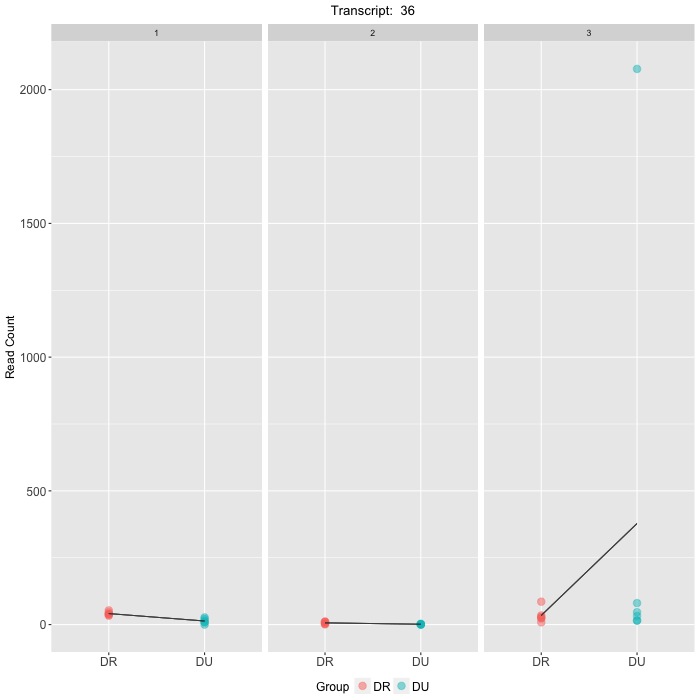 Transcript:  36
1 2 3
2000
1500
1000
500
0
Read Count
DR DU DR DU DR DU
Group DR DU